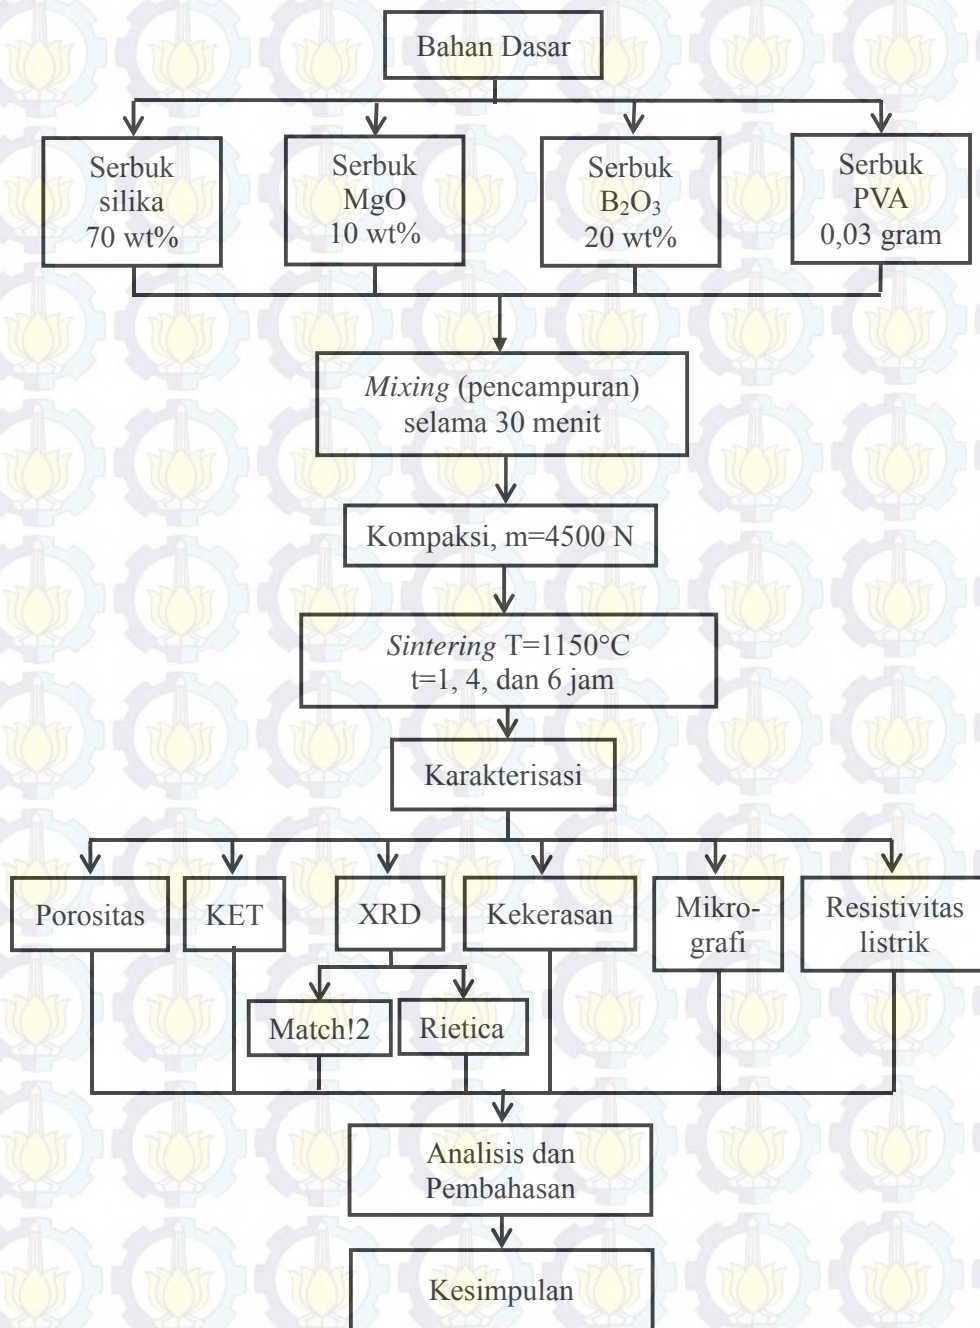 Bahan Dasar
Serbuk
silika
70 wt%
Serbuk
MgO
10 wt%
Serbuk
B₂O₃
20 wt%
Serbuk
PVA
0,03 gram
Mixing (pencampuran)
selama 30 menit
Kompaksi, m=4500 N
Sintering T=1150°C
t=1, 4, dan 6 jam
Karakterisasi
Porositas
KET
XRD
Kekerasan
Mikro-
grafi
Resistivitas
listrik
Match!2
Rietica
Analisis dan
Pembahasan
Kesimpulan